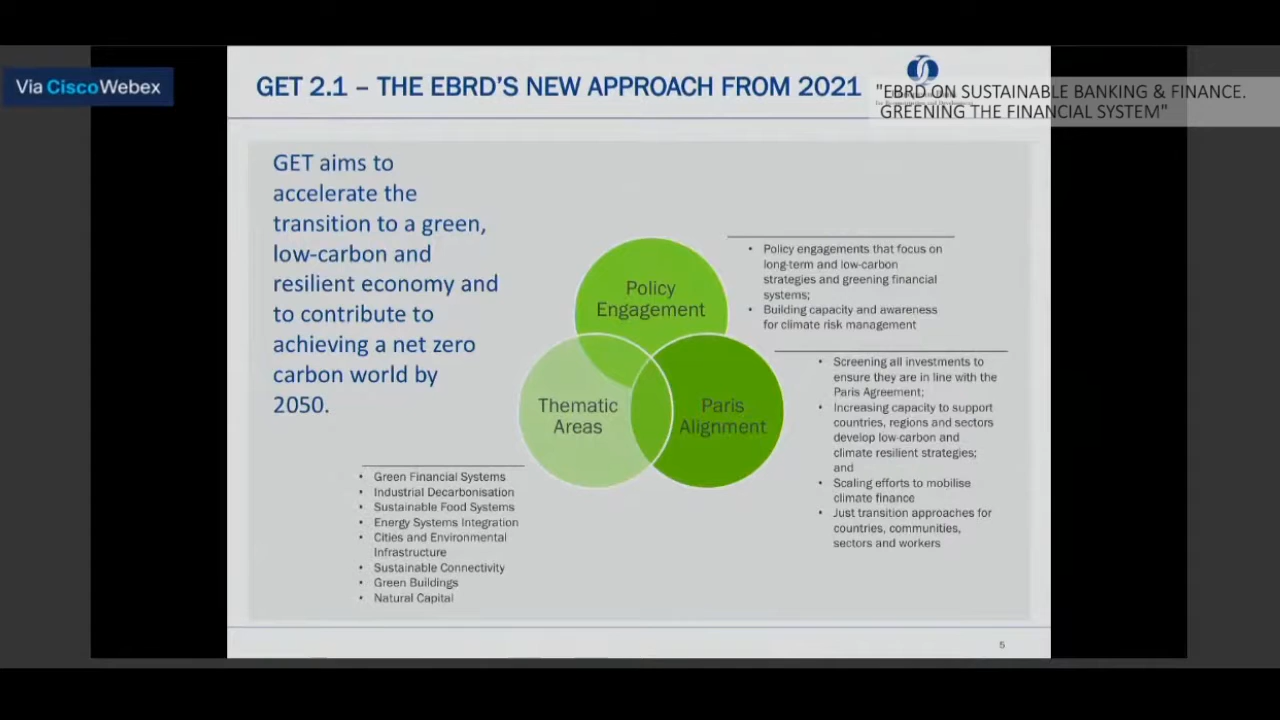 Via CiscoWebex
GET 2.1 – THE EBRD'S NEW APPROACH FROM 2021
"EBRD ON SUSTAINABLE BANKING & FINANCE.
GREENING THE FINANCIAL SYSTEM"
GET aims to
accelerate the
transition to a green,
low-carbon and
resilient economy and
to contribute to
achieving a net zero
carbon world by
2050.
Policy
Engagement
• Policy engagements that focus on
long-term and low-carbon
strategies and greening financial
systems;
• Building capacity and awareness
for climate risk management
Thematic
Areas
Paris
Alignment
• Screening all investments to
ensure they are in line with the
Paris Agreement;
• Increasing capacity to support
countries, regions and sectors
develop low-carbon and
climate resilient strategies;
and
• Scaling efforts to mobilise
climate finance
• Just transition approaches for
countries, communities,
sectors and workers
• Green Financial Systems
• Industrial Decarbonisation
• Sustainable Food Systems
• Energy Systems Integration
• Cities and Environmental
Infrastructure
• Sustainable Connectivity
• Green Buildings
• Natural Capital
5